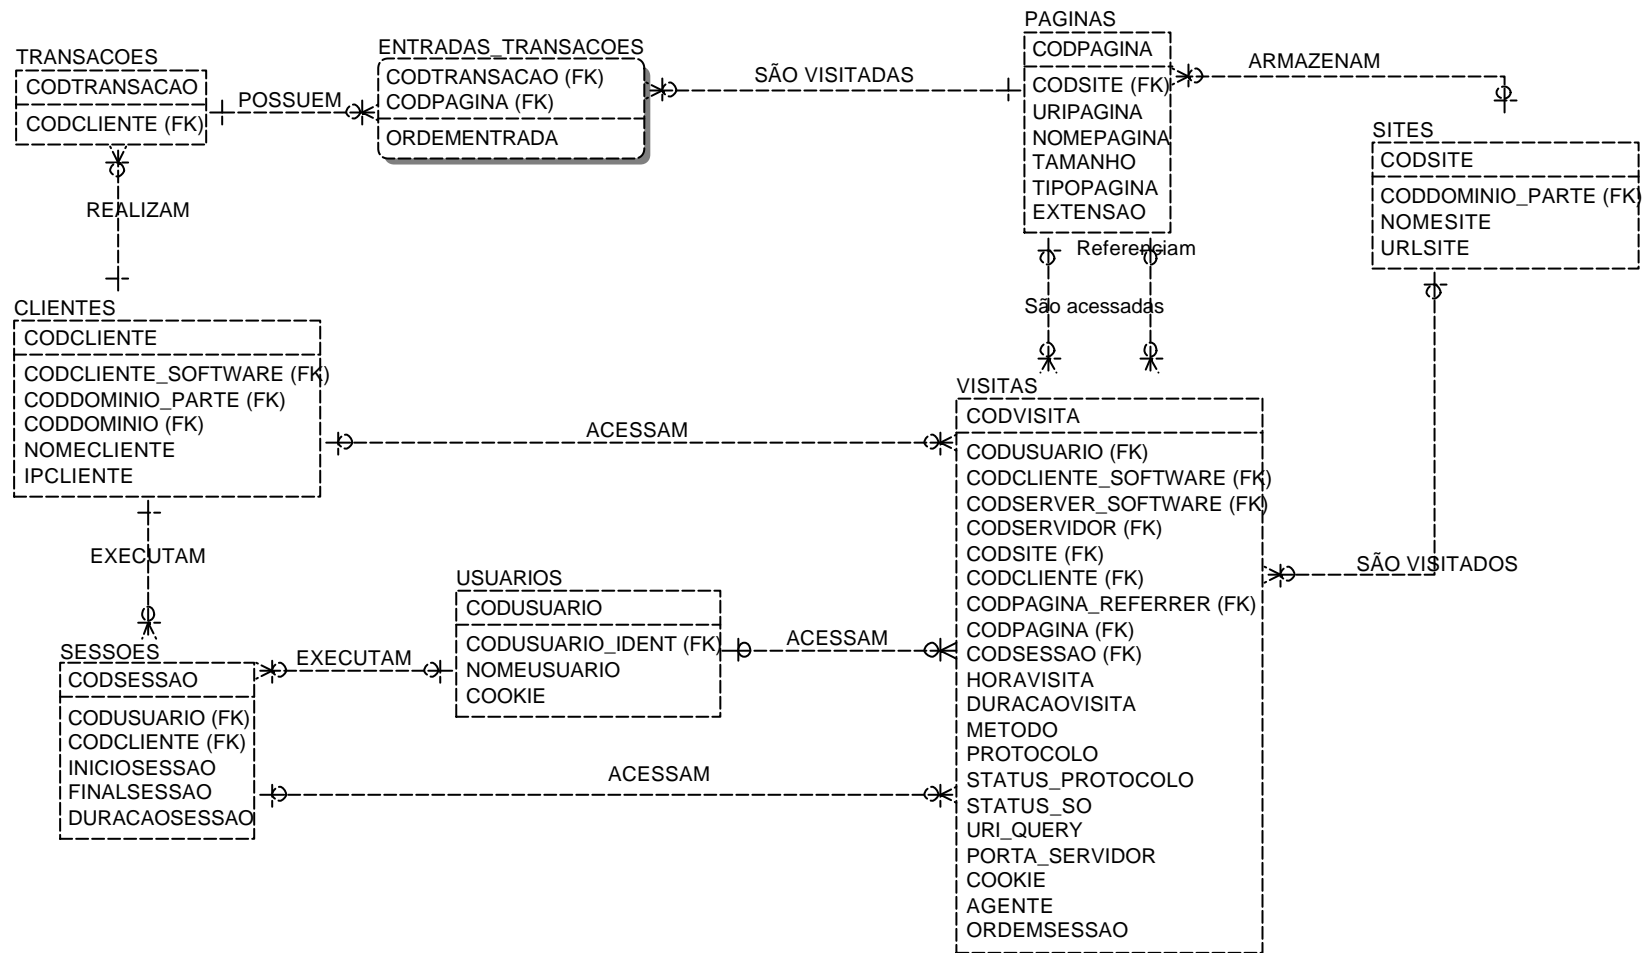 TRANSACOES
CODTRANSACAO
CODCLIENTE (FK)
POSSUEM
ENTRADAS_TRANSACOES
CODTRANSACAO (FK)
CODPAGINA (FK)
ORDEMENTRADA
SÃO VISITADAS
PAGINAS
CODPAGINA
CODSITE (FK)
URIPAGINA
NOMEPAGINA
TAMANHO
TIPOPAGINA
EXTENSAO
ARMAZENAM
SITES
CODSITE
CODDOMINIO_PARTE (FK)
NOMESITE
URLSITE
REALIZAM
Referenciam
São acessadas
CLIENTES
CODCLIENTE
CODCLIENTE_SOFTWARE (FK)
CODDOMINIO_PARTE (FK)
CODDOMINIO (FK)
NOMECLIENTE
IPCLIENTE
ACESSAM
VISITAS
CODVISITA
CODUSUARIO (FK)
CODCLIENTE_SOFTWARE (FK)
CODSERVER_SOFTWARE (FK)
CODSERVIDOR (FK)
CODSITE (FK)
CODCLIENTE (FK)
CODPAGINA_REFERRER (FK)
CODPAGINA (FK)
CODSESSAO (FK)
HORAVISITA
DURACAOVISITA
METODO
PROTOCOLO
STATUS_PROTOCOLO
STATUS_SO
URI_QUERY
PORTA_SERVIDOR
COOKIE
AGENTE
ORDEMSESSAO
SÃO VISITADOS
EXECUTAM
USUARIOS
CODUSUARIO
CODUSUARIO_IDENT (FK)
NOMEUSUARIO
COOKIE
ACESSAM
SESSOES
CODSESSAO
CODUSUARIO (FK)
CODCLIENTE (FK)
INICIOSESSAO
FINALSESSAO
DURACAOSESSAO
EXECUTAM
ACESSAM